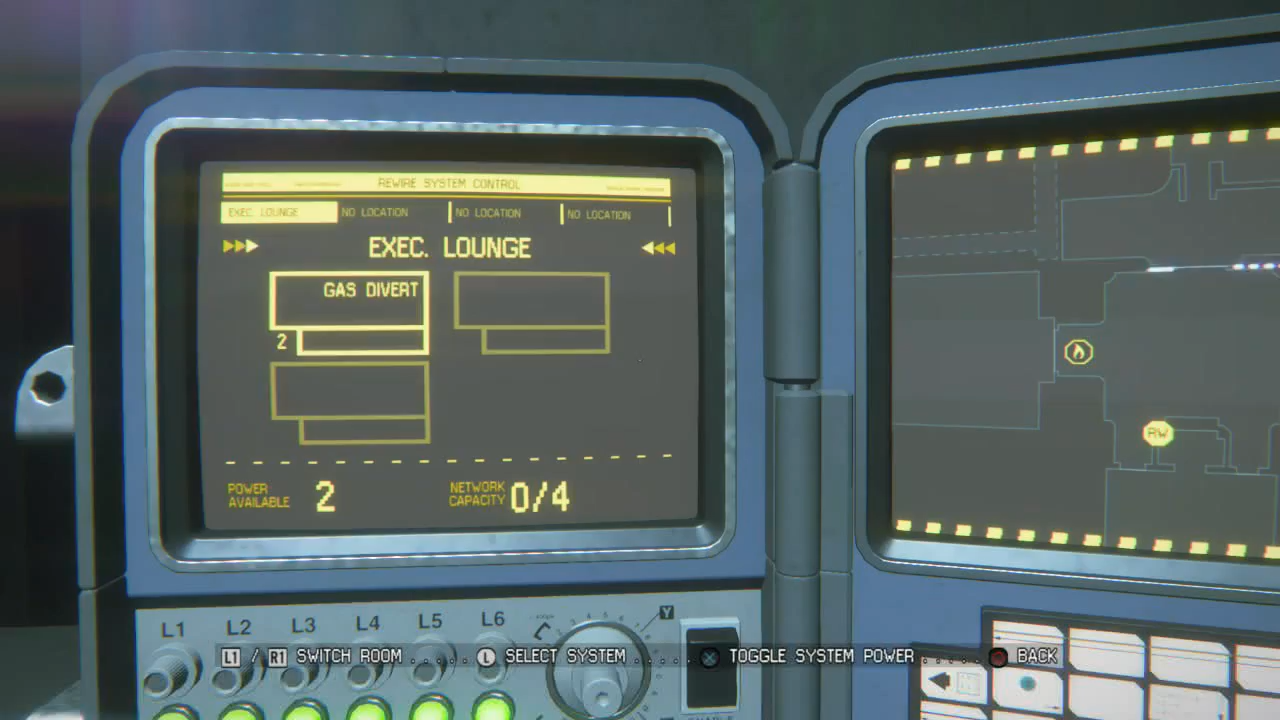 REWIRE SYSTEM CONTROL
EXEC. LOUNGE NO LOCATION NO LOCATION NO LOCATION
EXEC. LOUNGE
GAS DIVERT
2
POWER AVAILABLE 2 NETWORK CAPACITY 0/4
RW
L1 L2 L3 L4 L5 L6 Y
L1 / R1 SWITCH ROOM L SELECT SYSTEM TOGGLE SYSTEM POWER BACK